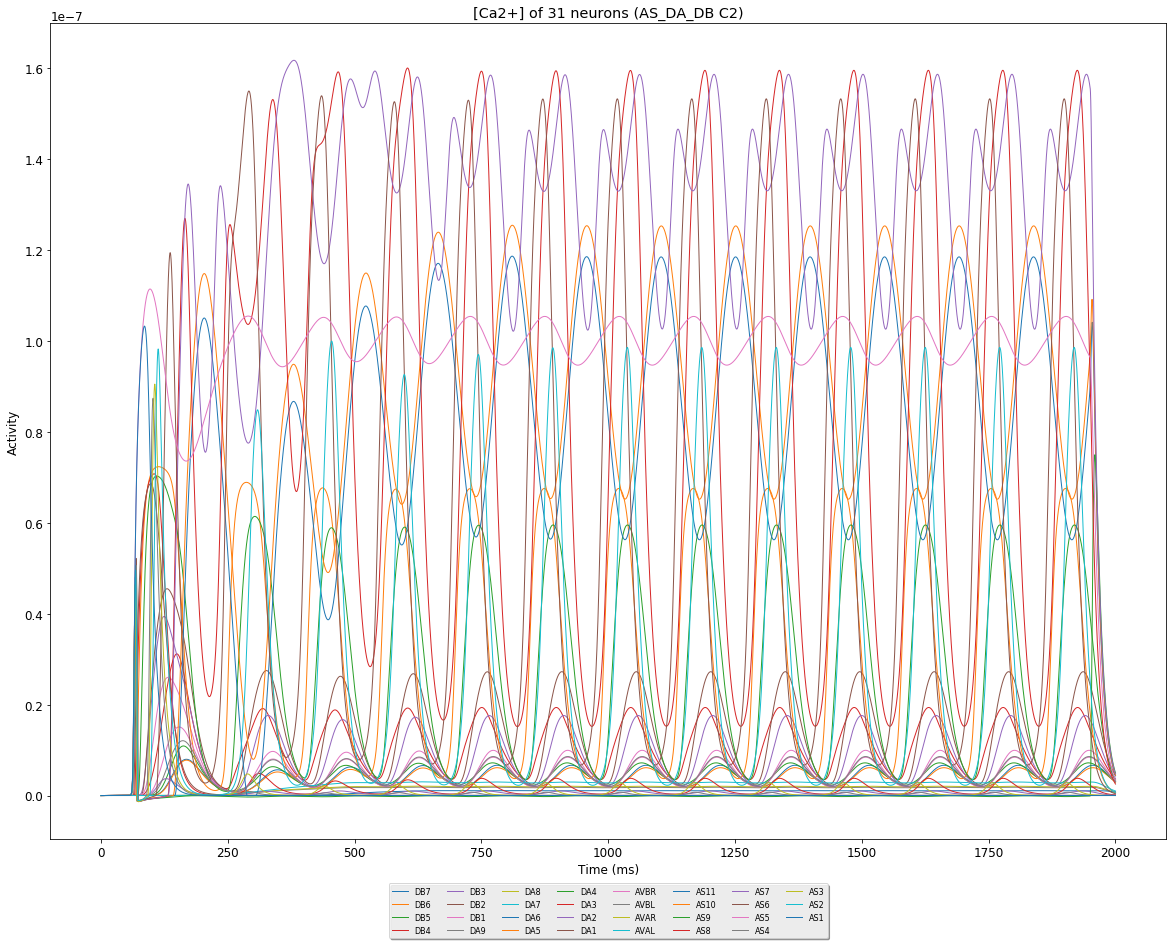 [Ca2+] of 31 neurons (AS_DA_DB C2)
1e−7
1.6
1.4
1.2
1.0
0.8
0.6
0.4
0.2
0.0
Activity
0 250 500 750 1000 1250 1500 1750 2000
Time (ms)
DB7 DB3 DA8 DA4 AVBR AS11 AS7 AS3
DB6 DB2 DA7 DA3 AVBL AS10 AS6 AS2
DB5 DB1 DA6 DA2 AVAR AS9 AS5 AS1
DB4 DA9 DA5 DA1 AVAL AS8 AS4